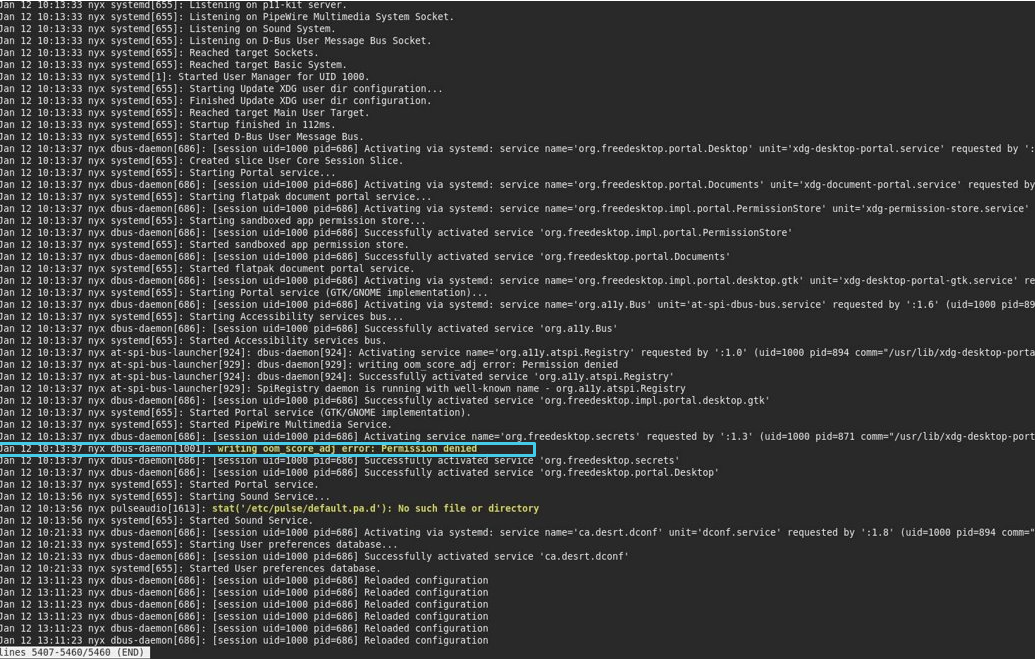 Jan 12 10:13:33 nyx systemd[655]: Listening on p11-kit server.
Jan 12 10:13:33 nyx systemd[655]: Listening on PipeWire Multimedia System Socket.
Jan 12 10:13:33 nyx systemd[655]: Listening on Sound System.
Jan 12 10:13:33 nyx systemd[655]: Listening on D-Bus User Message Bus Socket.
Jan 12 10:13:33 nyx systemd[655]: Reached target Sockets.
Jan 12 10:13:33 nyx systemd[655]: Reached target Basic System.
Jan 12 10:13:33 nyx systemd[1]: Started User Manager for UID 1000.
Jan 12 10:13:33 nyx systemd[655]: Starting Update XDG user dir configuration...
Jan 12 10:13:33 nyx systemd[655]: Finished Update XDG user dir configuration.
Jan 12 10:13:33 nyx systemd[655]: Reached target Main User Target.
Jan 12 10:13:33 nyx systemd[655]: Startup finished in 112ms.
Jan 12 10:13:33 nyx systemd[655]: Started D-Bus User Message Bus.
Jan 12 10:13:37 nyx dbus-daemon[686]: [session uid=1000 pid=686] Activating via systemd: service name='org.freedesktop.portal.Desktop' unit='xdg-desktop-portal.service' requested by ':
Jan 12 10:13:37 nyx systemd[655]: Created slice User Core Session Slice.
Jan 12 10:13:37 nyx systemd[655]: Starting Portal service...
Jan 12 10:13:37 nyx dbus-daemon[686]: [session uid=1000 pid=686] Activating via systemd: service name='org.freedesktop.portal.Documents' unit='xdg-document-portal.service' requested by
Jan 12 10:13:37 nyx systemd[655]: Starting flatpak document portal service...
Jan 12 10:13:37 nyx dbus-daemon[686]: [session uid=1000 pid=686] Activating via systemd: service name='org.freedesktop.impl.portal.PermissionStore' unit='xdg-permission-store.service'
Jan 12 10:13:37 nyx systemd[655]: Starting sandboxed app permission store...
Jan 12 10:13:37 nyx dbus-daemon[686]: [session uid=1000 pid=686] Successfully activated service 'org.freedesktop.impl.portal.PermissionStore'
Jan 12 10:13:37 nyx systemd[655]: Started sandboxed app permission store.
Jan 12 10:13:37 nyx dbus-daemon[686]: [session uid=1000 pid=686] Successfully activated service 'org.freedesktop.portal.Documents'
Jan 12 10:13:37 nyx systemd[655]: Started flatpak document portal service.
Jan 12 10:13:37 nyx dbus-daemon[686]: [session uid=1000 pid=686] Activating via systemd: service name='org.freedesktop.impl.portal.desktop.gtk' unit='xdg-desktop-portal-gtk.service' re
Jan 12 10:13:37 nyx systemd[655]: Starting Portal service (GTK/GNOME implementation)...
Jan 12 10:13:37 nyx dbus-daemon[686]: [session uid=1000 pid=686] Activating via systemd: service name='org.a11y.Bus' unit='at-spi-dbus-bus.service' requested by ':1.6' (uid=1000 pid=89
Jan 12 10:13:37 nyx systemd[655]: Starting Accessibility services bus...
Jan 12 10:13:37 nyx dbus-daemon[686]: [session uid=1000 pid=686] Successfully activated service 'org.a11y.Bus'
Jan 12 10:13:37 nyx systemd[655]: Started Accessibility services bus.
Jan 12 10:13:37 nyx at-spi-bus-launcher[924]: dbus-daemon[924]: Activating service name='org.a11y.atspi.Registry' requested by ':1.0' (uid=1000 pid=894 comm="/usr/lib/xdg-desktop-porta
Jan 12 10:13:37 nyx at-spi-bus-launcher[929]: dbus-daemon[929]: writing oom_score_adj error: Permission denied
Jan 12 10:13:37 nyx at-spi-bus-launcher[924]: dbus-daemon[924]: Successfully activated service 'org.a11y.atspi.Registry'
Jan 12 10:13:37 nyx at-spi-bus-launcher[929]: SpiRegistry daemon is running with well-known name - org.a11y.atspi.Registry
Jan 12 10:13:37 nyx dbus-daemon[686]: [session uid=1000 pid=686] Successfully activated service 'org.freedesktop.impl.portal.desktop.gtk'
Jan 12 10:13:37 nyx systemd[655]: Started Portal service (GTK/GNOME implementation).
Jan 12 10:13:37 nyx systemd[655]: Started PipeWire Multimedia Service.
Jan 12 10:13:37 nyx dbus-daemon[686]: [session uid=1000 pid=686] Activating service name='org.freedesktop.secrets' requested by ':1.3' (uid=1000 pid=871 comm="/usr/lib/xdg-desktop-port
Jan 12 10:13:37 nyx dbus-daemon[1001]: writing oom_score_adj error: Permission denied
Jan 12 10:13:37 nyx dbus-daemon[686]: [session uid=1000 pid=686] Successfully activated service 'org.freedesktop.secrets'
Jan 12 10:13:37 nyx dbus-daemon[686]: [session uid=1000 pid=686] Successfully activated service 'org.freedesktop.portal.Desktop'
Jan 12 10:13:37 nyx systemd[655]: Started Portal service.
Jan 12 10:13:56 nyx systemd[655]: Starting Sound Service...
Jan 12 10:13:56 nyx pulseaudio[1613]: stat('/etc/pulse/default.pa.d'): No such file or directory
Jan 12 10:13:56 nyx systemd[655]: Started Sound Service.
Jan 12 10:21:33 nyx dbus-daemon[686]: [session uid=1000 pid=686] Activating via systemd: service name='ca.desrt.dconf' unit='dconf.service' requested by ':1.8' (uid=1000 pid=894 comm="
Jan 12 10:21:33 nyx systemd[655]: Starting User preferences database...
Jan 12 10:21:33 nyx dbus-daemon[686]: [session uid=1000 pid=686] Successfully activated service 'ca.desrt.dconf'
Jan 12 10:21:33 nyx systemd[655]: Started User preferences database.
Jan 12 13:11:23 nyx dbus-daemon[686]: [session uid=1000 pid=686] Reloaded configuration
Jan 12 13:11:23 nyx dbus-daemon[686]: [session uid=1000 pid=686] Reloaded configuration
Jan 12 13:11:23 nyx dbus-daemon[686]: [session uid=1000 pid=686] Reloaded configuration
Jan 12 13:11:23 nyx dbus-daemon[686]: [session uid=1000 pid=686] Reloaded configuration
Jan 12 13:11:23 nyx dbus-daemon[686]: [session uid=1000 pid=686] Reloaded configuration
Jan 12 13:11:23 nyx dbus-daemon[686]: [session uid=1000 pid=686] Reloaded configuration
lines 5407-5460/5460 (END)